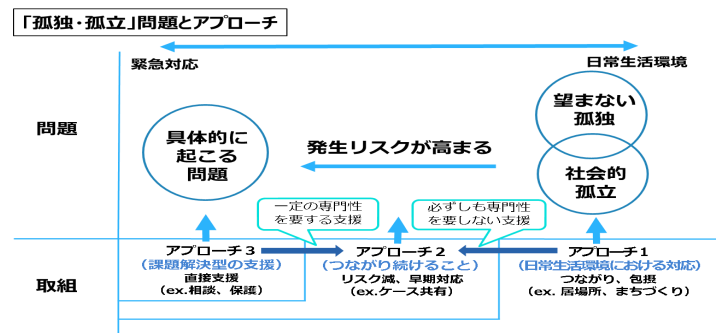 「孤独・孤立」問題とアプローチ
緊急対応
日常生活環境
問題
具体的に
起こる
問題
発生リスクが高まる
望まない
孤独
社会的
孤立
一定の専門性
を要する支援
必ずしも専門性
を要しない支援
取組
アプローチ3
(課題解決型の支援)
直接支援
(ex.相談、保護)
アプローチ2
(つながり続けること)
リスク減、早期対応
(ex.ケース共有)
アプローチ1
(日常生活環境における対応)
つながり、包摂
(ex. 居場所、まちづくり)